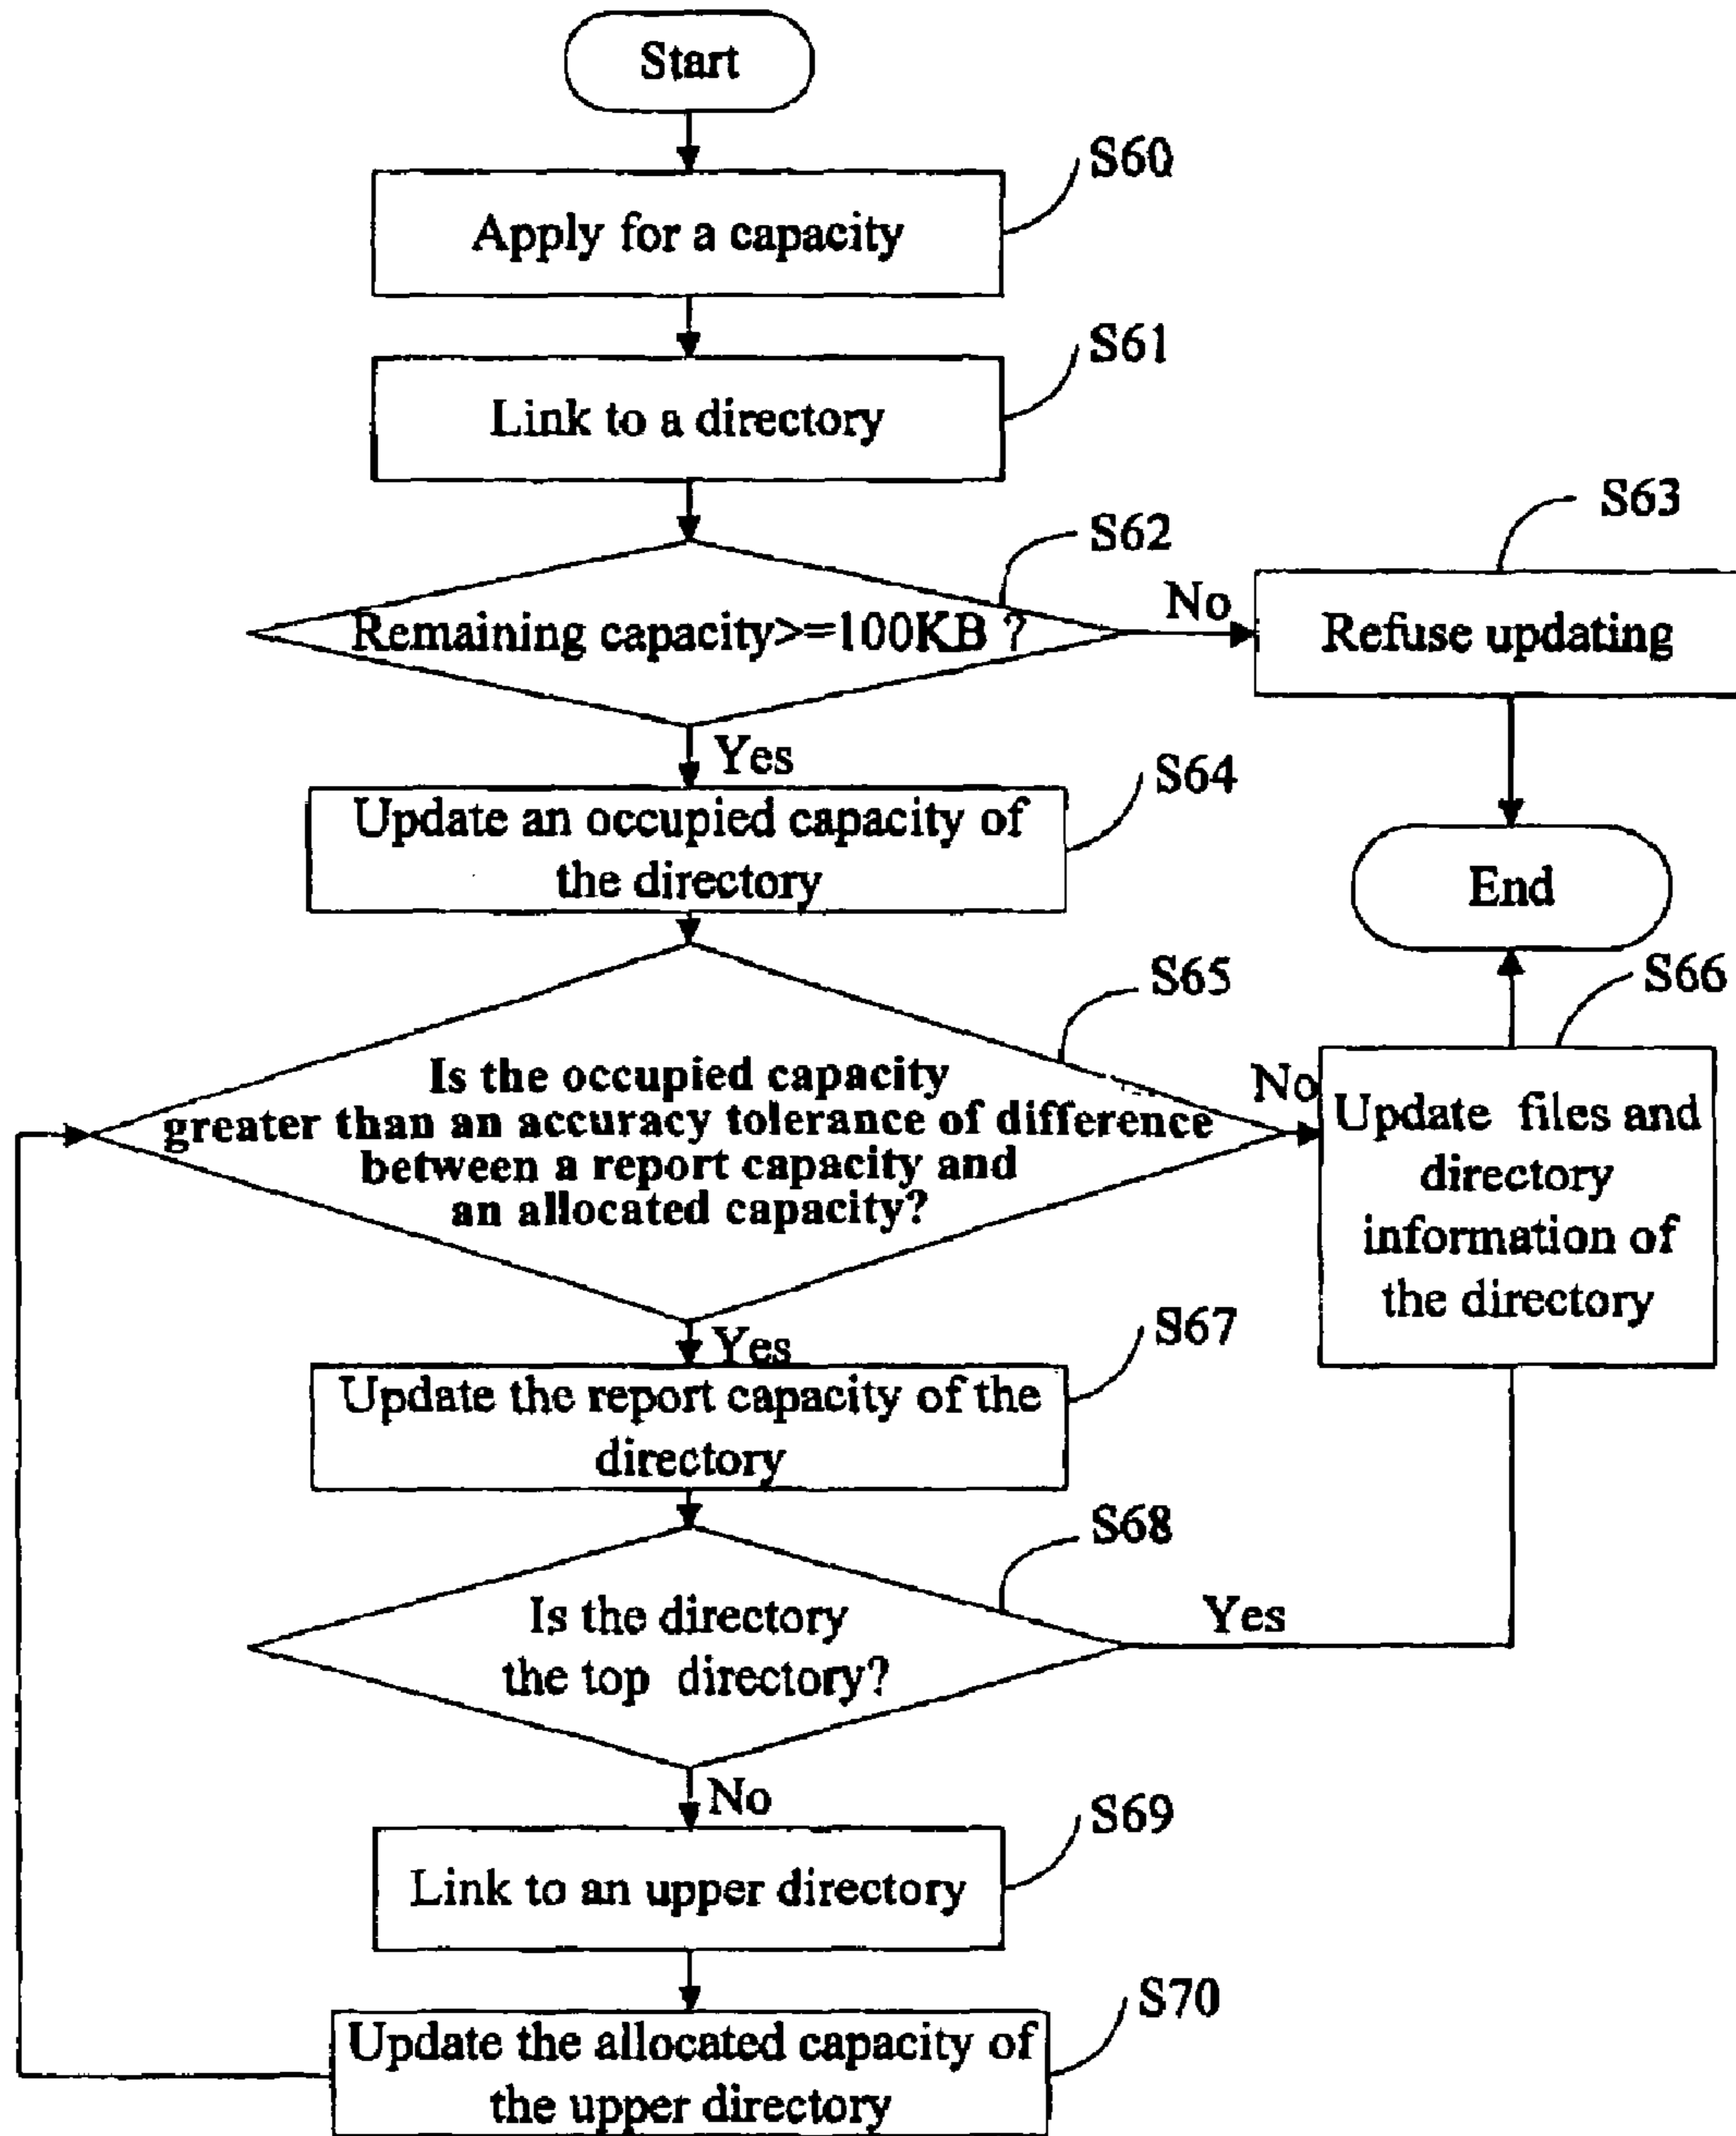 Start
S60
Apply for a capacity
S61
Link to a directory
S62
S63
Remaining capacity>=100KB ?
No
Refuse updating
Yes
S64
Update an occupied capacity of
the directory
End
S65
S66
Is the occupied capacity
greater than an accuracy tolerance of difference
between a report capacity and
an allocated capacity?
No
Update files and
directory
information of
the directory
Yes
S67
Update the report capacity of the
directory
S68
Is the directory
the top directory?
Yes
No
S69
Link to an upper directory
S70
Update the allocated capacity of
the upper directory